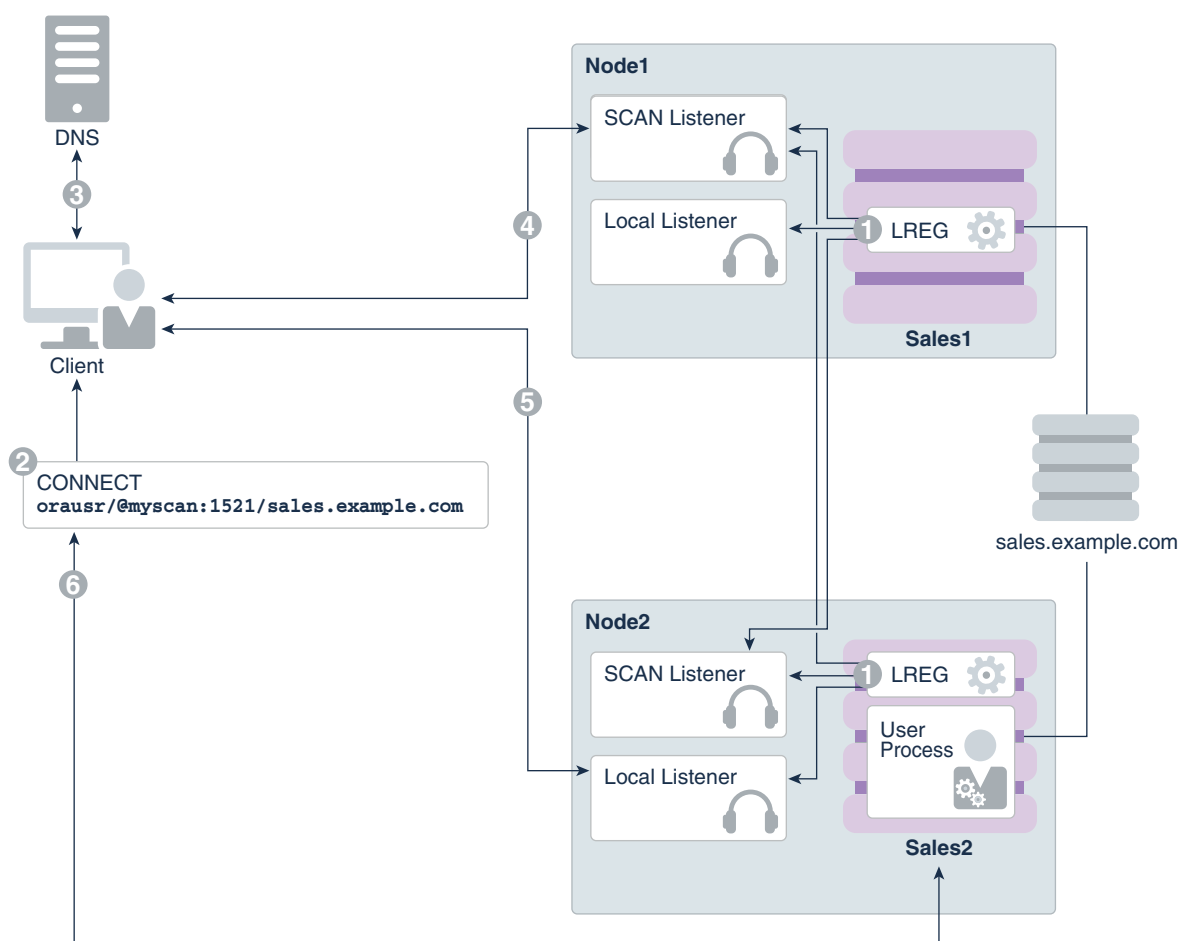 DNS
3
Client
2
CONNECT
orausr/@myscan:1521/sales.example.com
6
4
5
Node1
SCAN Listener
Local Listener
1
LREG
Sales1
sales.example.com
Node2
SCAN Listener
Local Listener
1
LREG
User
Process
Sales2